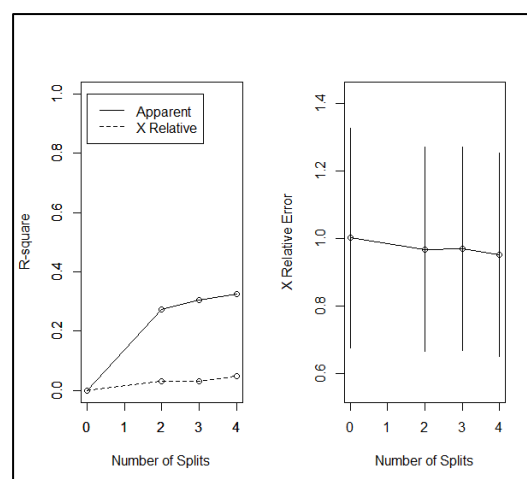 R-square
0.0 0.2 0.4 0.6 0.8 1.0
Apparent
X Relative
0 1 2 3 4
Number of Splits
X Relative Error
0.6 0.8 1.0 1.2 1.4
0 1 2 3 4
Number of Splits